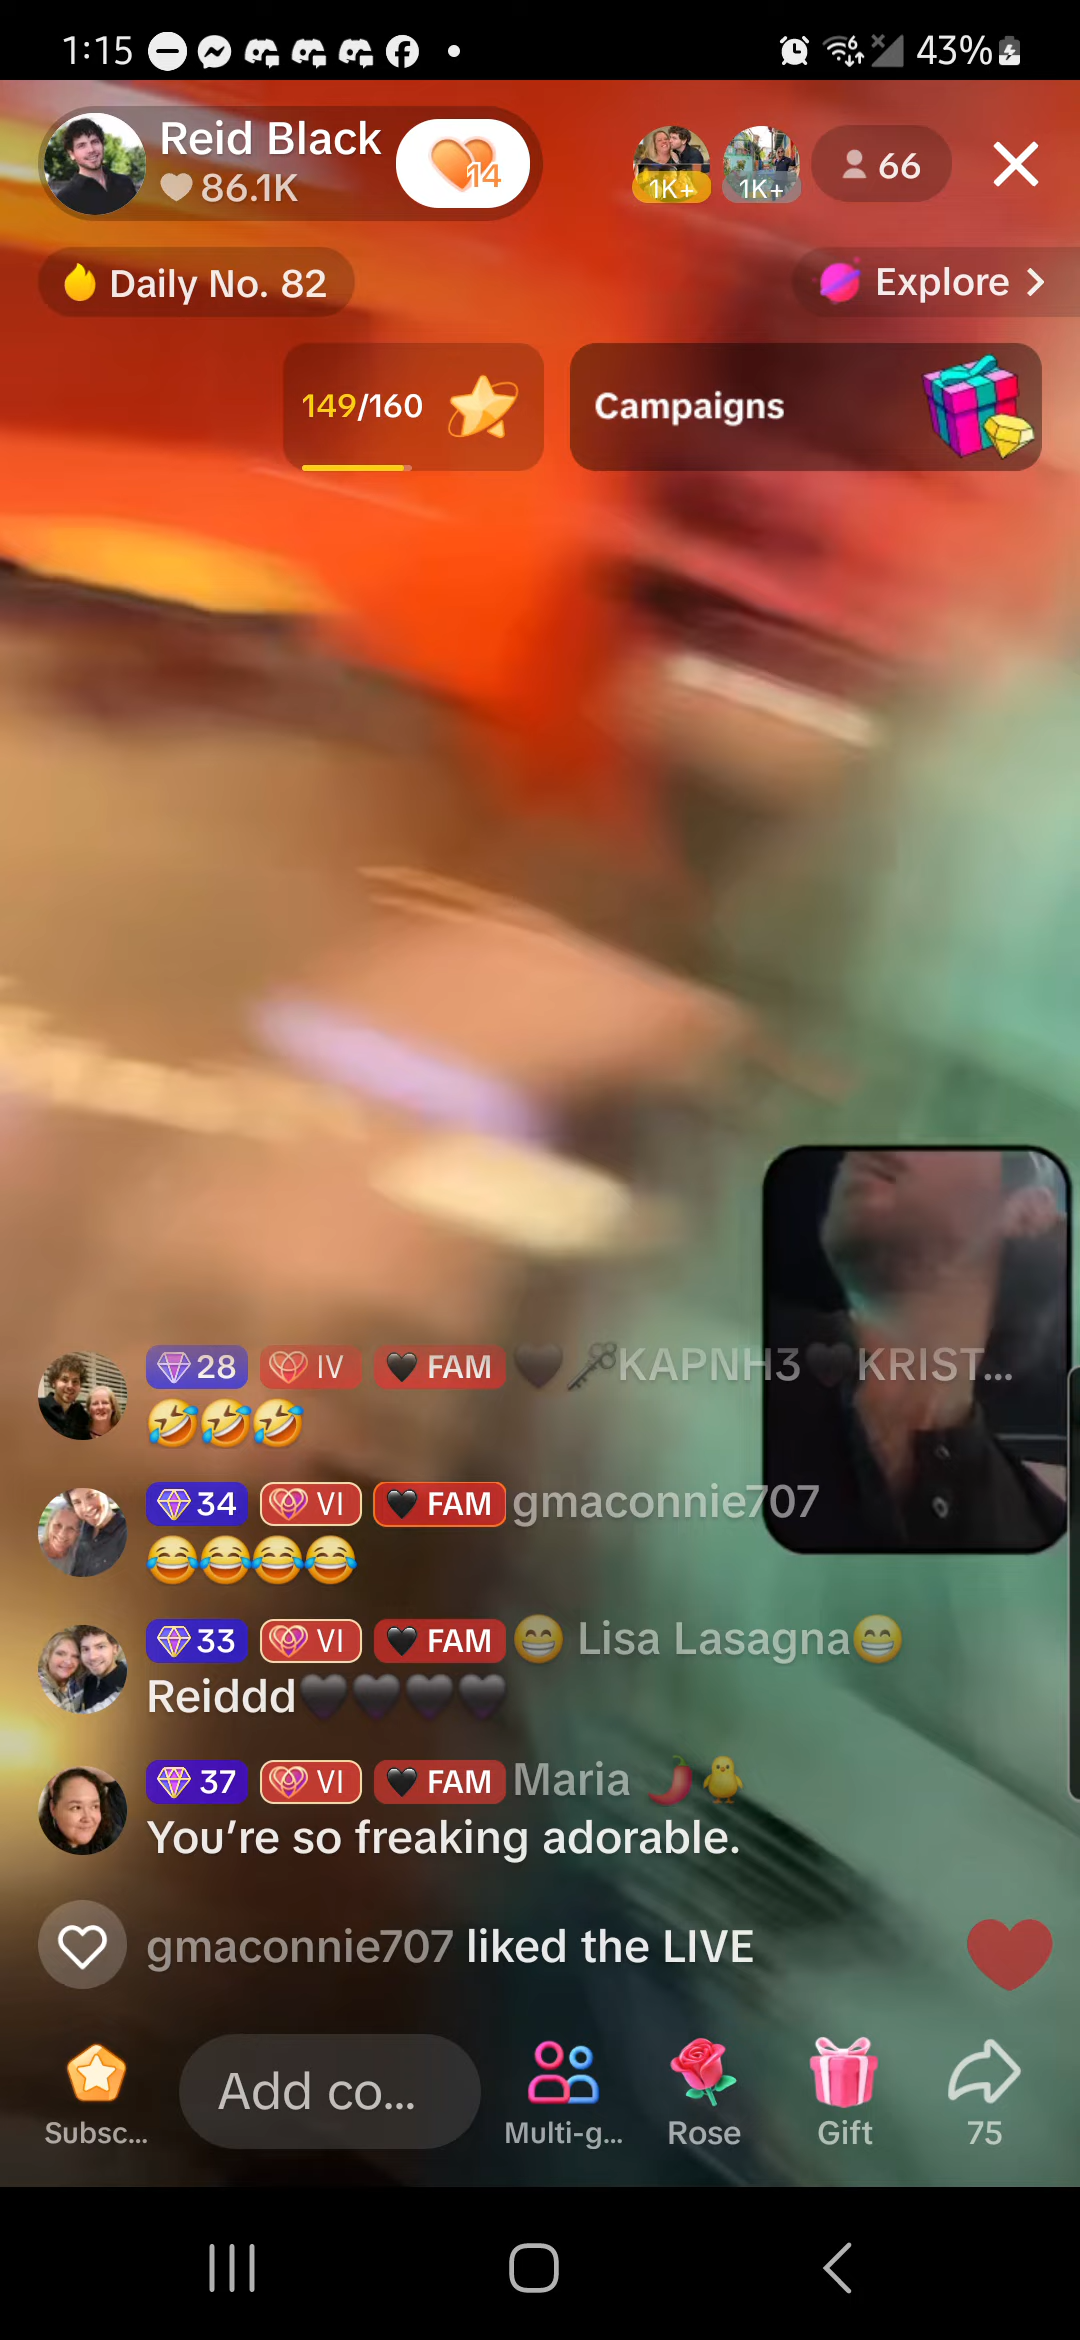 1:15
43%
Reid Black
86.1K
14
1K+
1K+
66
Daily No. 82
Explore
149/160
Campaigns
28 IV 🖤 FAM 🖤🗝KAPNH3🖤KRIST...
🤣🤣🤣
34 VI 🖤 FAM gmaconnie707
😂😂😂😂
33 VI 🖤 FAM 😁 Lisa Lasagna😁
Reiddd🖤🖤🖤🖤
37 VI 🖤 FAM Maria 🌶️🐥
You’re so freaking adorable.
gmaconnie707 liked the LIVE
Subsc...
Add co...
Multi-g...
Rose
Gift
75